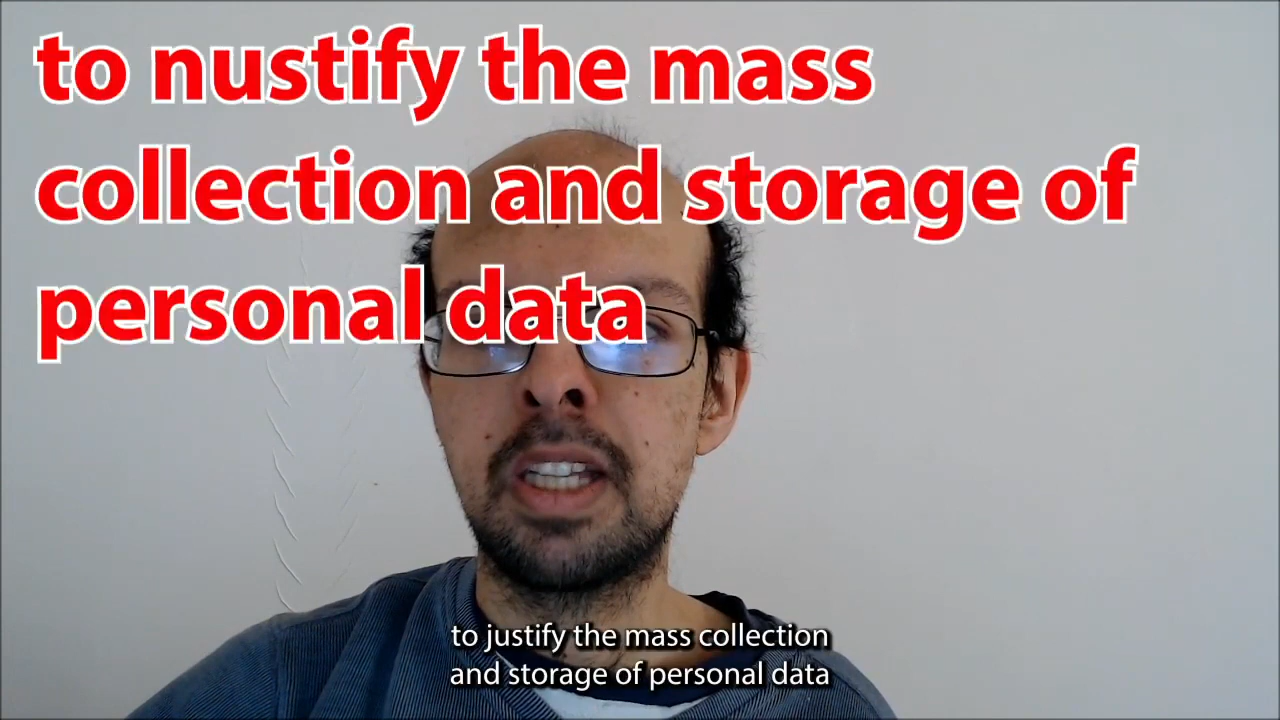 to nustify the mass
collection and storage of
personal data
to justify the mass collection
and storage of personal data